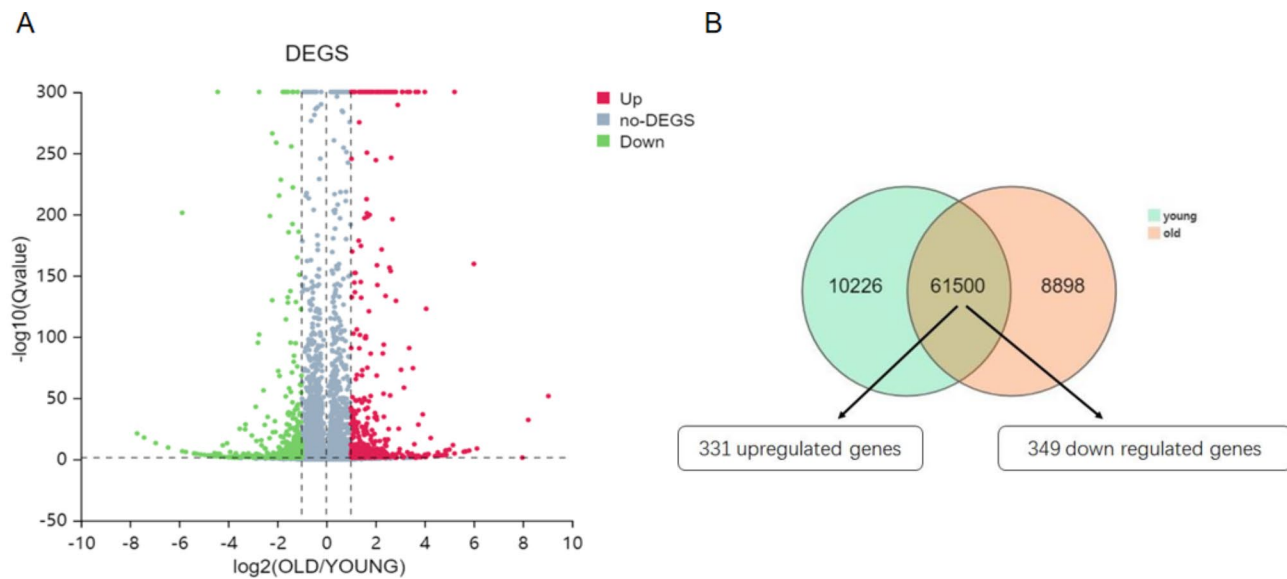 A
DEGS
300
250
200
150
100
50
0
-50
-log10(Qvalue)
-10
-8
-6
-4
-2
0
2
4
6
8
10
log2(OLD/YOUNG)
Up
no-DEGS
Down
B
young
old
10226
61500
8898
331 upregulated genes
349 down regulated genes